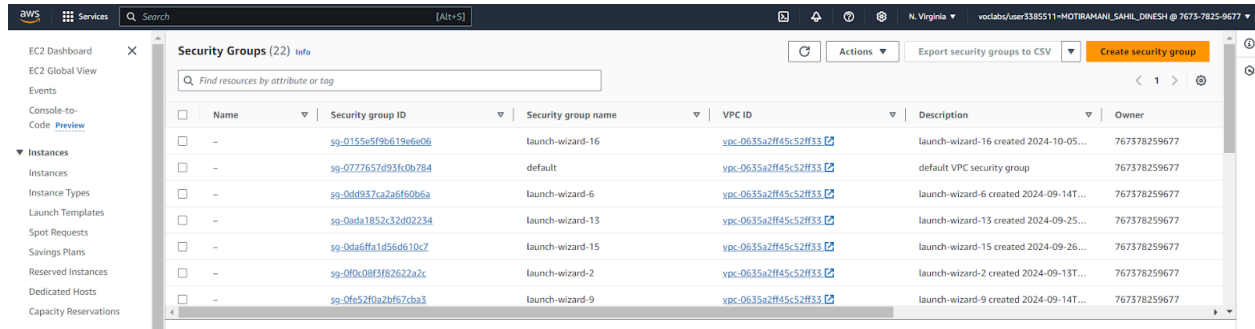 aws Services Search [Alt+S] N. Virginia voclabs/user3385511=MOTIRAMANI_SAHIL_DINESH @ 7673-7825-9677
EC2 Dashboard
EC2 Global View
Events
Console-to-
Code Preview
Instances
Instances
Instance Types
Launch Templates
Spot Requests
Savings Plans
Reserved Instances
Dedicated Hosts
Capacity Reservations
Security Groups (22) Info Actions Export security groups to CSV Create security group
Find resources by attribute or tag 1
Name Security group ID Security group name VPC ID Description Owner
– sg-0155e5f9b619e6e06 launch-wizard-16 vpc-0635a2ff45c52ff33 launch-wizard-16 created 2024-10-05... 767378259677
– sg-0777657d93fc0b784 default vpc-0635a2ff45c52ff33 default VPC security group 767378259677
– sg-0dd937ca2a6f60b6a launch-wizard-6 vpc-0635a2ff45c52ff33 launch-wizard-6 created 2024-09-14T... 767378259677
– sg-0ada1852c32d02234 launch-wizard-13 vpc-0635a2ff45c52ff33 launch-wizard-13 created 2024-09-25... 767378259677
– sg-0da6ffa1d56d610c7 launch-wizard-15 vpc-0635a2ff45c52ff33 launch-wizard-15 created 2024-09-26... 767378259677
– sg-0f0c08f3f82622a2c launch-wizard-2 vpc-0635a2ff45c52ff33 launch-wizard-2 created 2024-09-13T... 767378259677
– sg-0fe52f0a2bf67cba3 launch-wizard-9 vpc-0635a2ff45c52ff33 launch-wizard-9 created 2024-09-14T... 767378259677